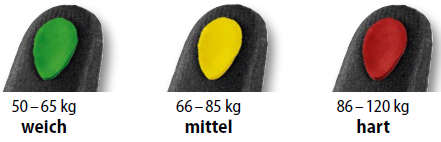 50 – 65 kg
weich
66 – 85 kg
mittel
86 – 120 kg
hart